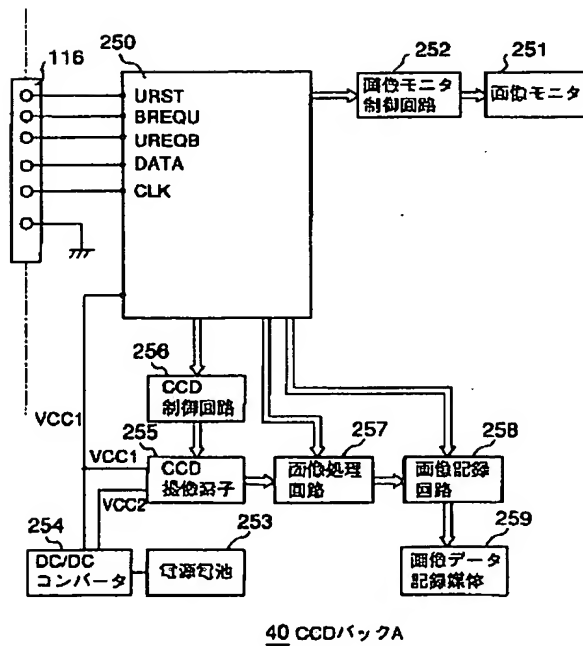 116
250
URST
BREQU
UREQB
DATA
CLK
252
画像モニタ
制御回路
251
画像モニタ
256
CCD
制御回路
VCC1
255
VCC1
CCD
撮像素子
VCC2
257
画像処理
回路
258
画像記録
回路
254
DC/DC
コンバータ
253
電源電池
259
画像データ
記録媒体
40 CCDバックA